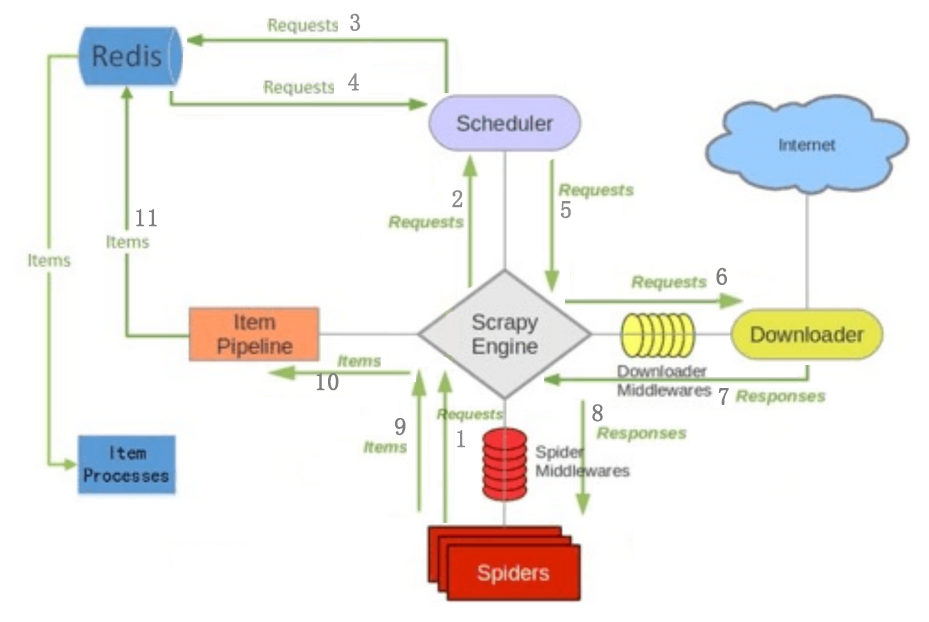 Requests 3
Redis
Requests 4
Scheduler
Internet
2
Requests
Requests
5
11
Items
Items
Requests 6
Item
Pipeline
Scrapy
Engine
Downloader
Items
10
Downloader
Middlewares
7 Responses
9
Items
Requests
1
8
Responses
Item
Processes
Spider
Middlewares
Spiders